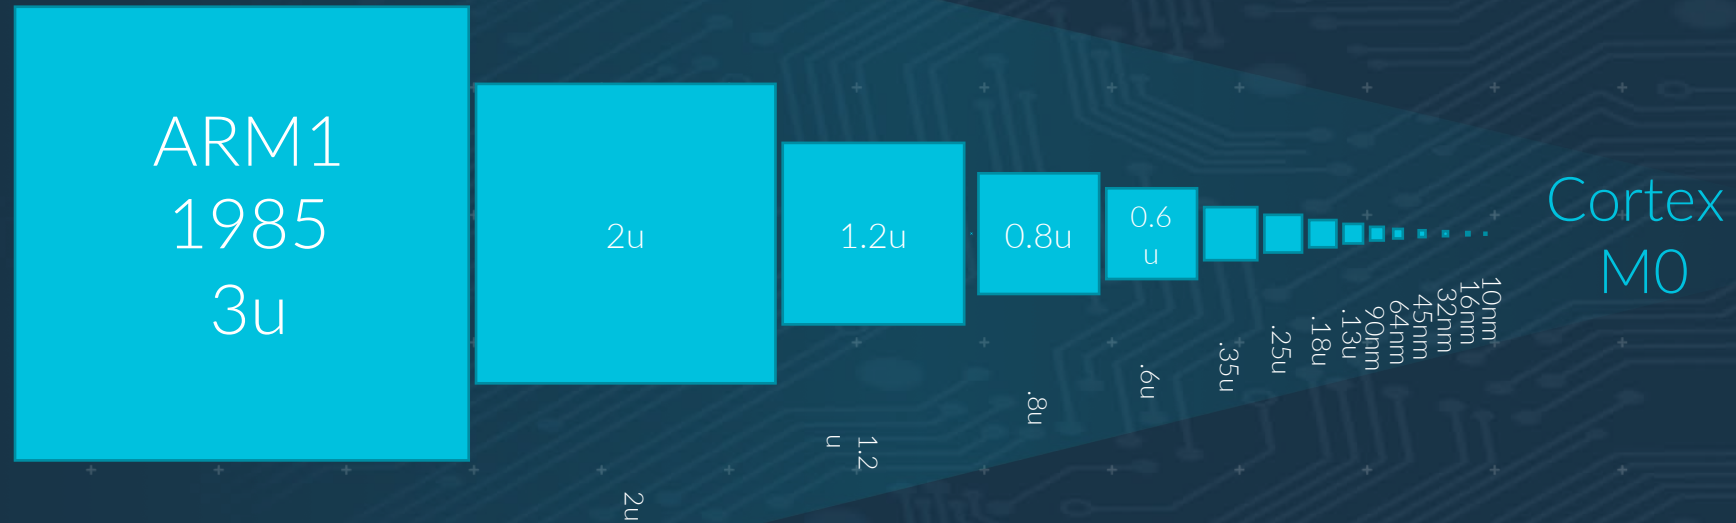 ARM1
1985
3u
2u
1.2u
0.8u
0.6
u
Cortex
M0
2u
1.2
u
.8u
.6u
.35u
.25u
.18u
.13u
90nm
64nm
45nm
32nm
16nm
10nm